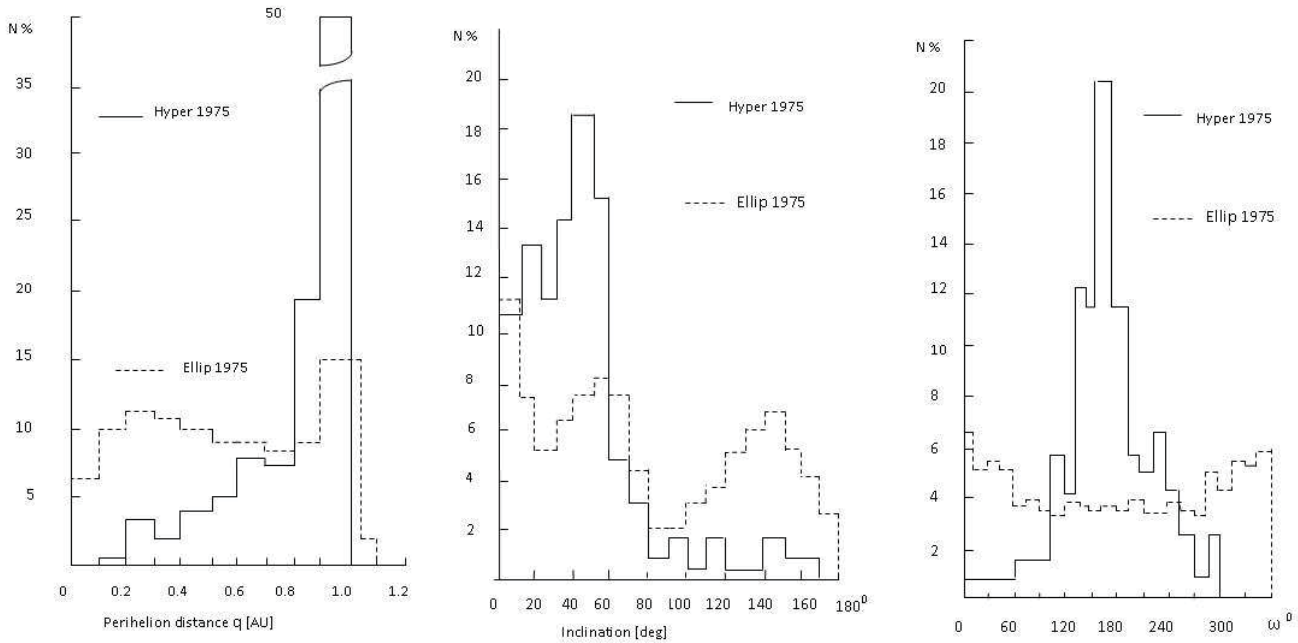 50
N %
35
Hyper 1975
30
25
20
15
Ellip 1975
10
5
0 0.2 0.4 0.6 0.8 1.0 1.2
Perihelion distance q [AU]
N %
20
Hyper 1975
18
16
Ellip 1975
14
12
10
8
6
4
2
0 20 40 60 80 100 120 140 160 180⁰
Inclination [deg]
N %
20
Hyper 1975
18
16
Ellip 1975
14
12
10
8
6
4
2
0 60 120 180 240 300 ω⁰